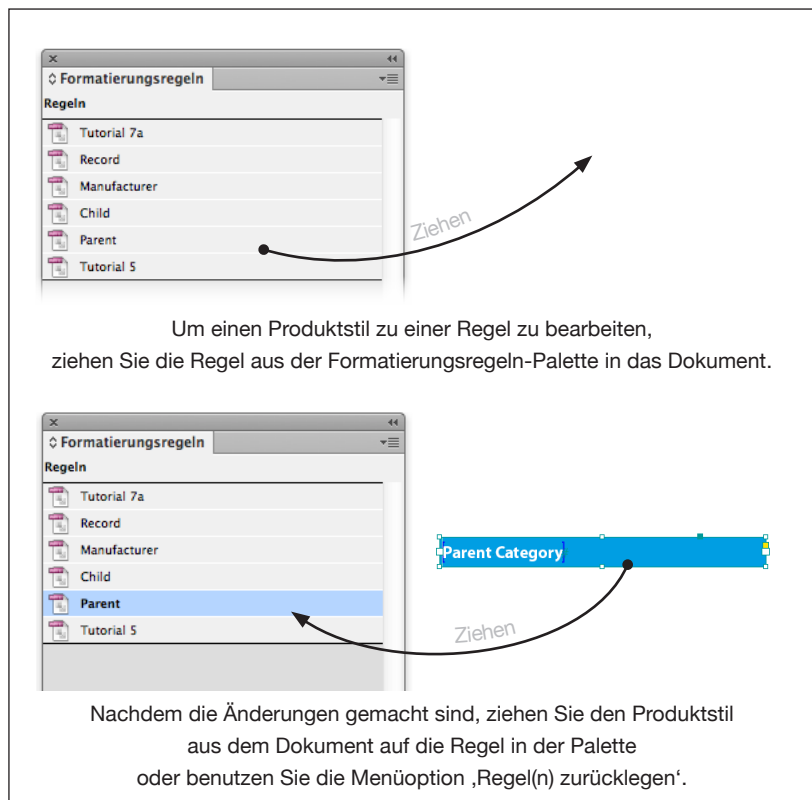 Formatierungsregeln
Regeln
Tutorial 7a
Record
Manufacturer
Child
Parent
Tutorial 5
Ziehen
Um einen Produktstil zu einer Regel zu bearbeiten,
ziehen Sie die Regel aus der Formatierungsregeln-Palette in das Dokument.
Formatierungsregeln
Regeln
Tutorial 7a
Record
Manufacturer
Child
Parent
Tutorial 5
Parent Category
Ziehen
Nachdem die Änderungen gemacht sind, ziehen Sie den Produktstil
aus dem Dokument auf die Regel in der Palette
oder benutzen Sie die Menüoption ‚Regel(n) zurücklegen‘.